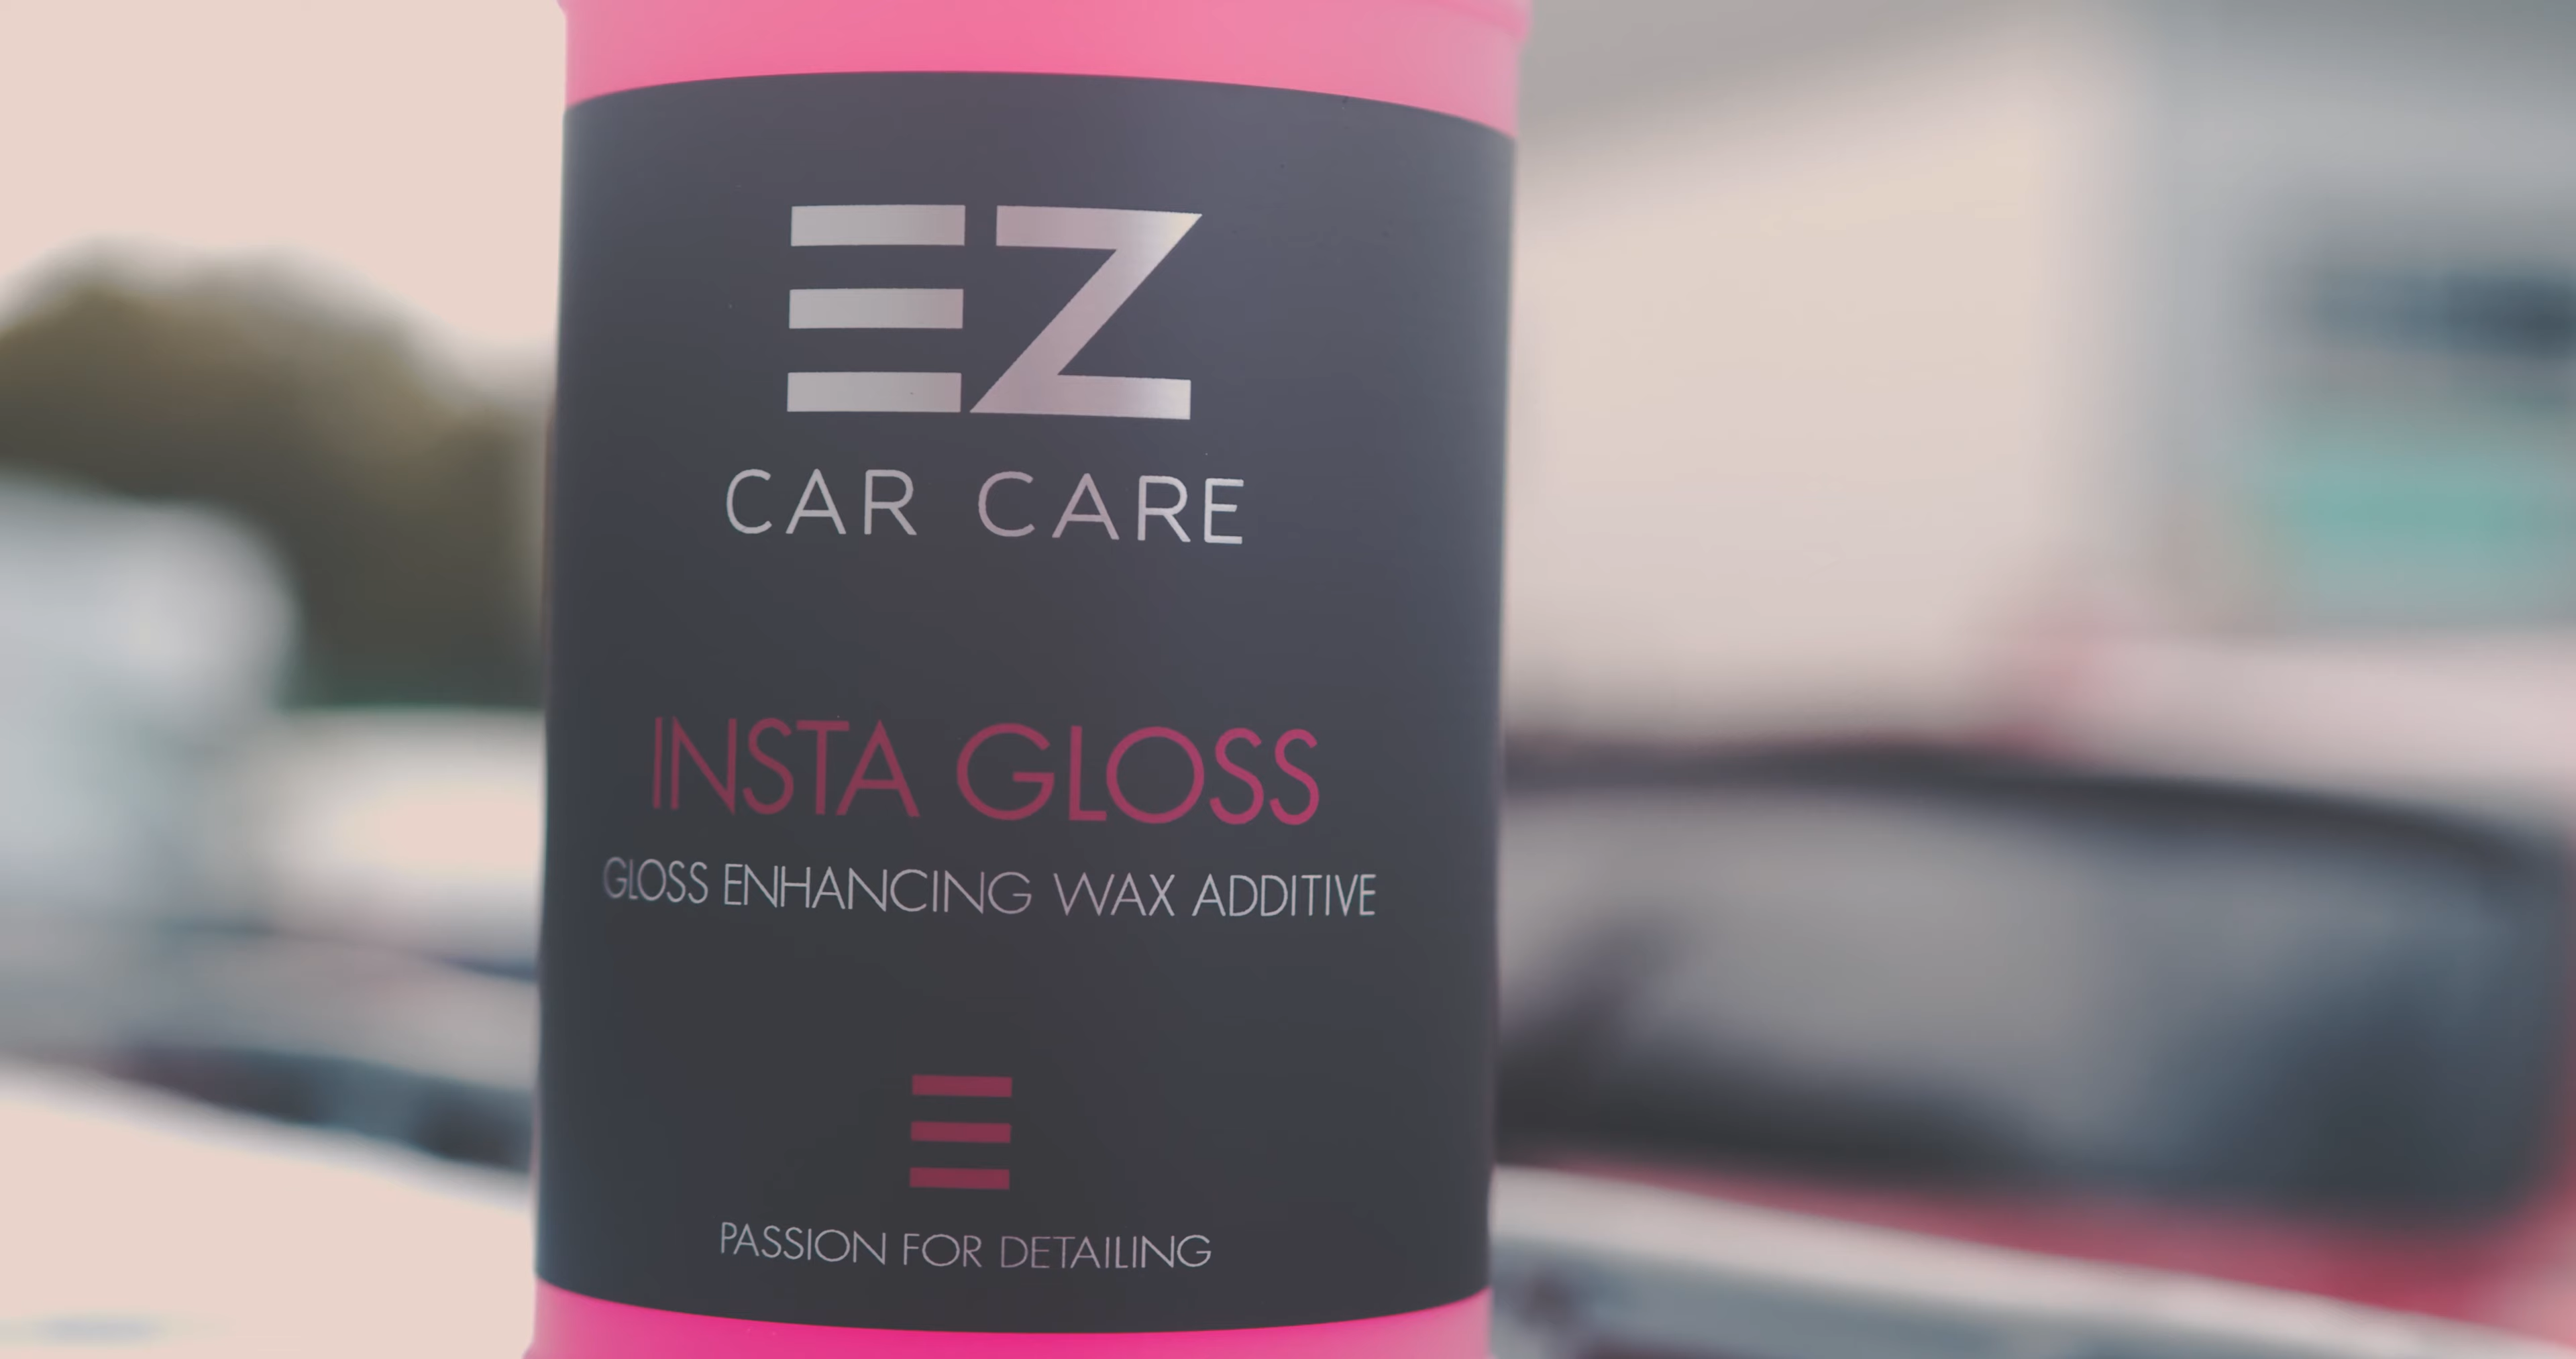 EZ
CAR CARE
INSTA GLOSS
GLOSS ENHANCING WAX ADDITIVE
PASSION FOR DETAILING